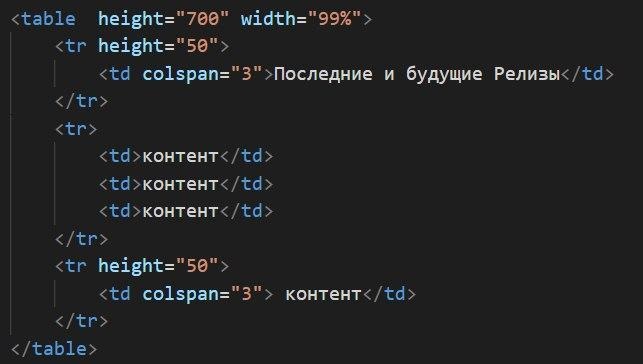 <table  height="700" width="99%">
    <tr height="50">
        <td colspan="3">Последние и будущие Релизы</td>
    </tr>
    <tr>
        <td>контент</td>
        <td>контент</td>
        <td>контент</td>
    </tr>
    <tr height="50">
        <td colspan="3"> контент</td>
    </tr>
</table>